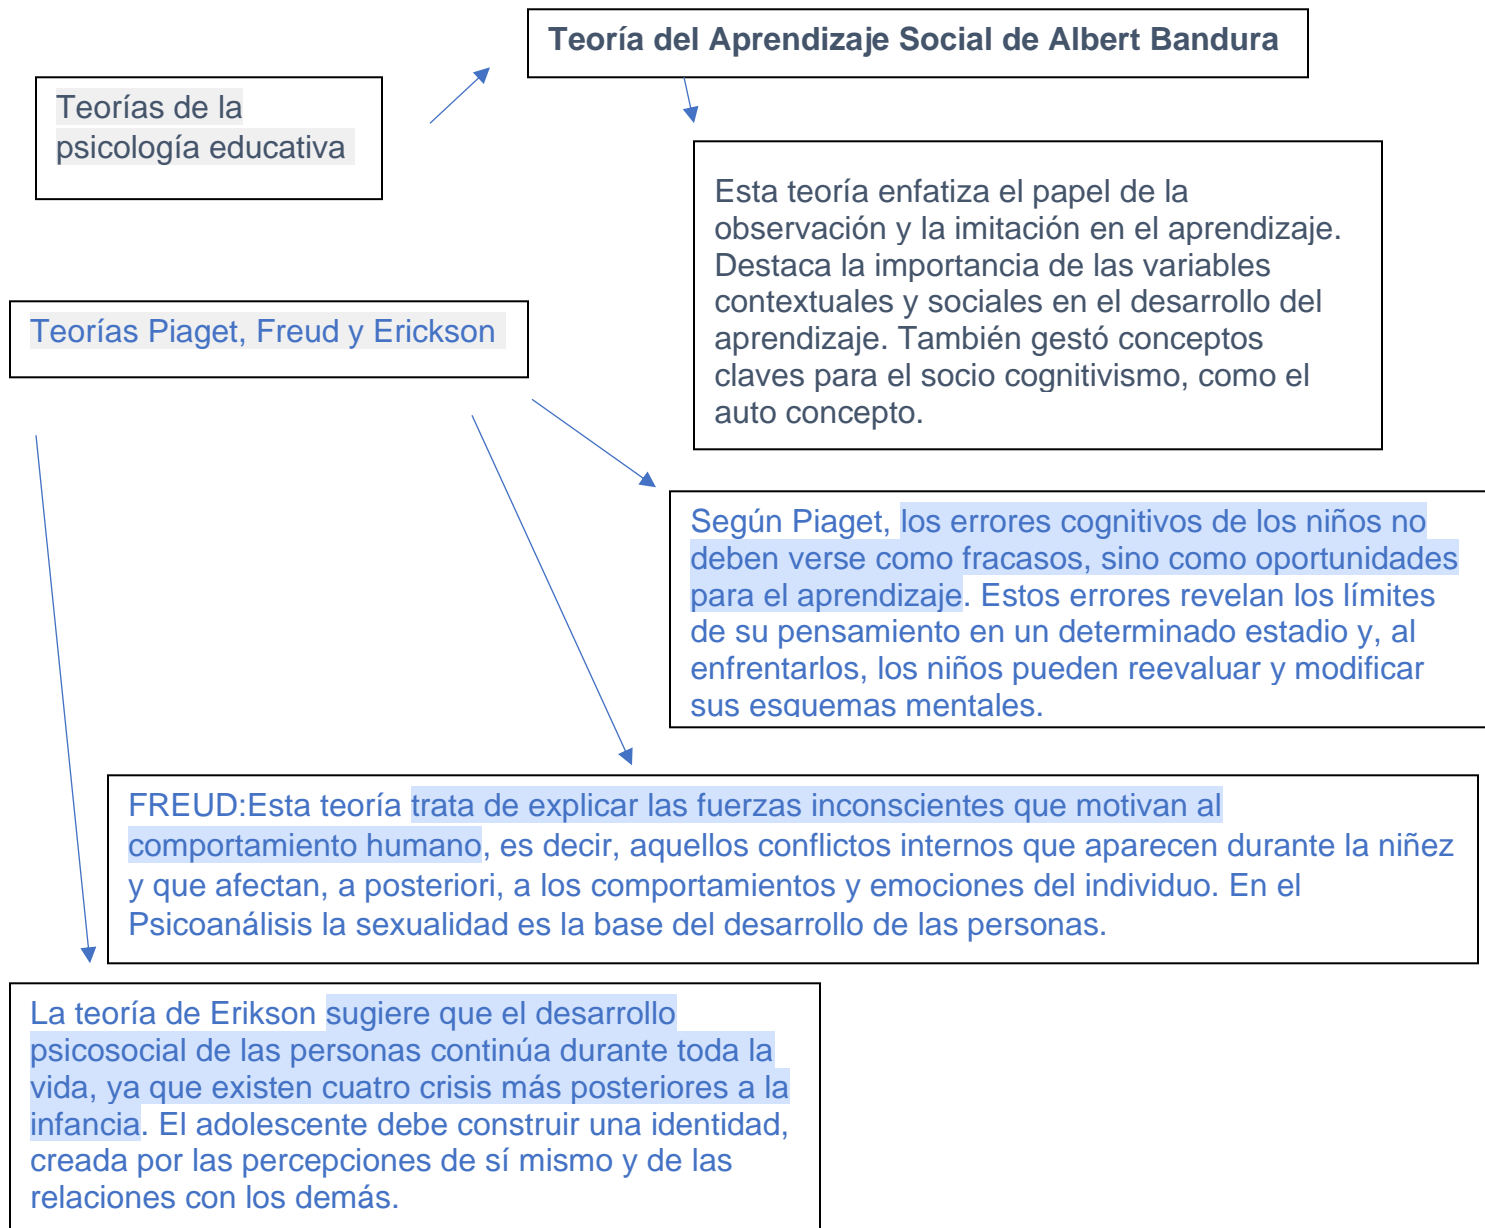 Teoría del Aprendizaje Social de Albert Bandura
Teorías de la
psicología educativa
Esta teoría enfatiza el papel de la
observación y la imitación en el aprendizaje.
Destaca la importancia de las variables
contextuales y sociales en el desarrollo del
aprendizaje. También gestó conceptos
claves para el socio cognitivismo, como el
auto concepto.
Teorías Piaget, Freud y Erickson
Según Piaget, los errores cognitivos de los niños no
deben verse como fracasos, sino como oportunidades
para el aprendizaje. Estos errores revelan los límites
de su pensamiento en un determinado estadio y, al
enfrentarlos, los niños pueden reevaluar y modificar
sus esquemas mentales.
FREUD:Esta teoría trata de explicar las fuerzas inconscientes que motivan al
comportamiento humano, es decir, aquellos conflictos internos que aparecen durante la niñez
y que afectan, a posteriori, a los comportamientos y emociones del individuo. En el
Psicoanálisis la sexualidad es la base del desarrollo de las personas.
La teoría de Erikson sugiere que el desarrollo
psicosocial de las personas continúa durante toda la
vida, ya que existen cuatro crisis más posteriores a la
infancia. El adolescente debe construir una identidad,
creada por las percepciones de sí mismo y de las
relaciones con los demás.